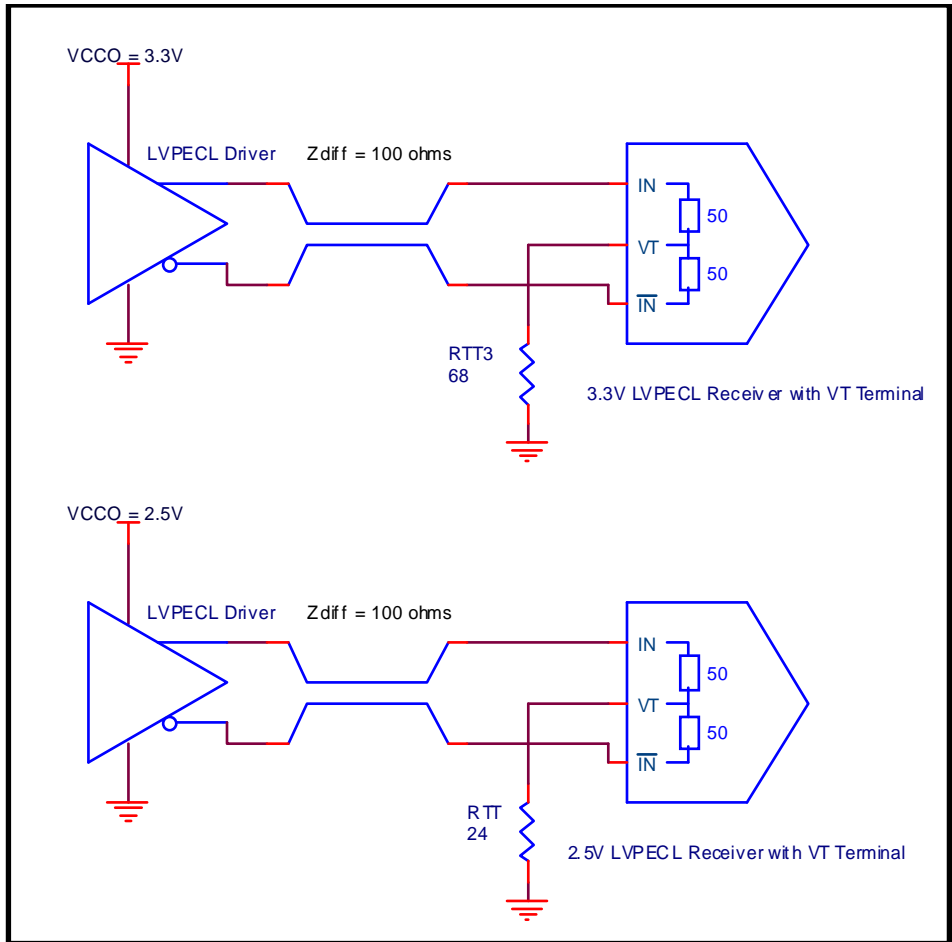 VCCO = 3.3V
LVPECL Driver Zdiff = 100 ohms
IN
50
VT
50
IN
RTT3
68
3.3V LVPECL Receiver with VT Terminal
VCCO = 2.5V
LVPECL Driver Zdiff = 100 ohms
IN
50
VT
50
IN
RTT
24
2.5V LVPECL Receiver with VT Terminal